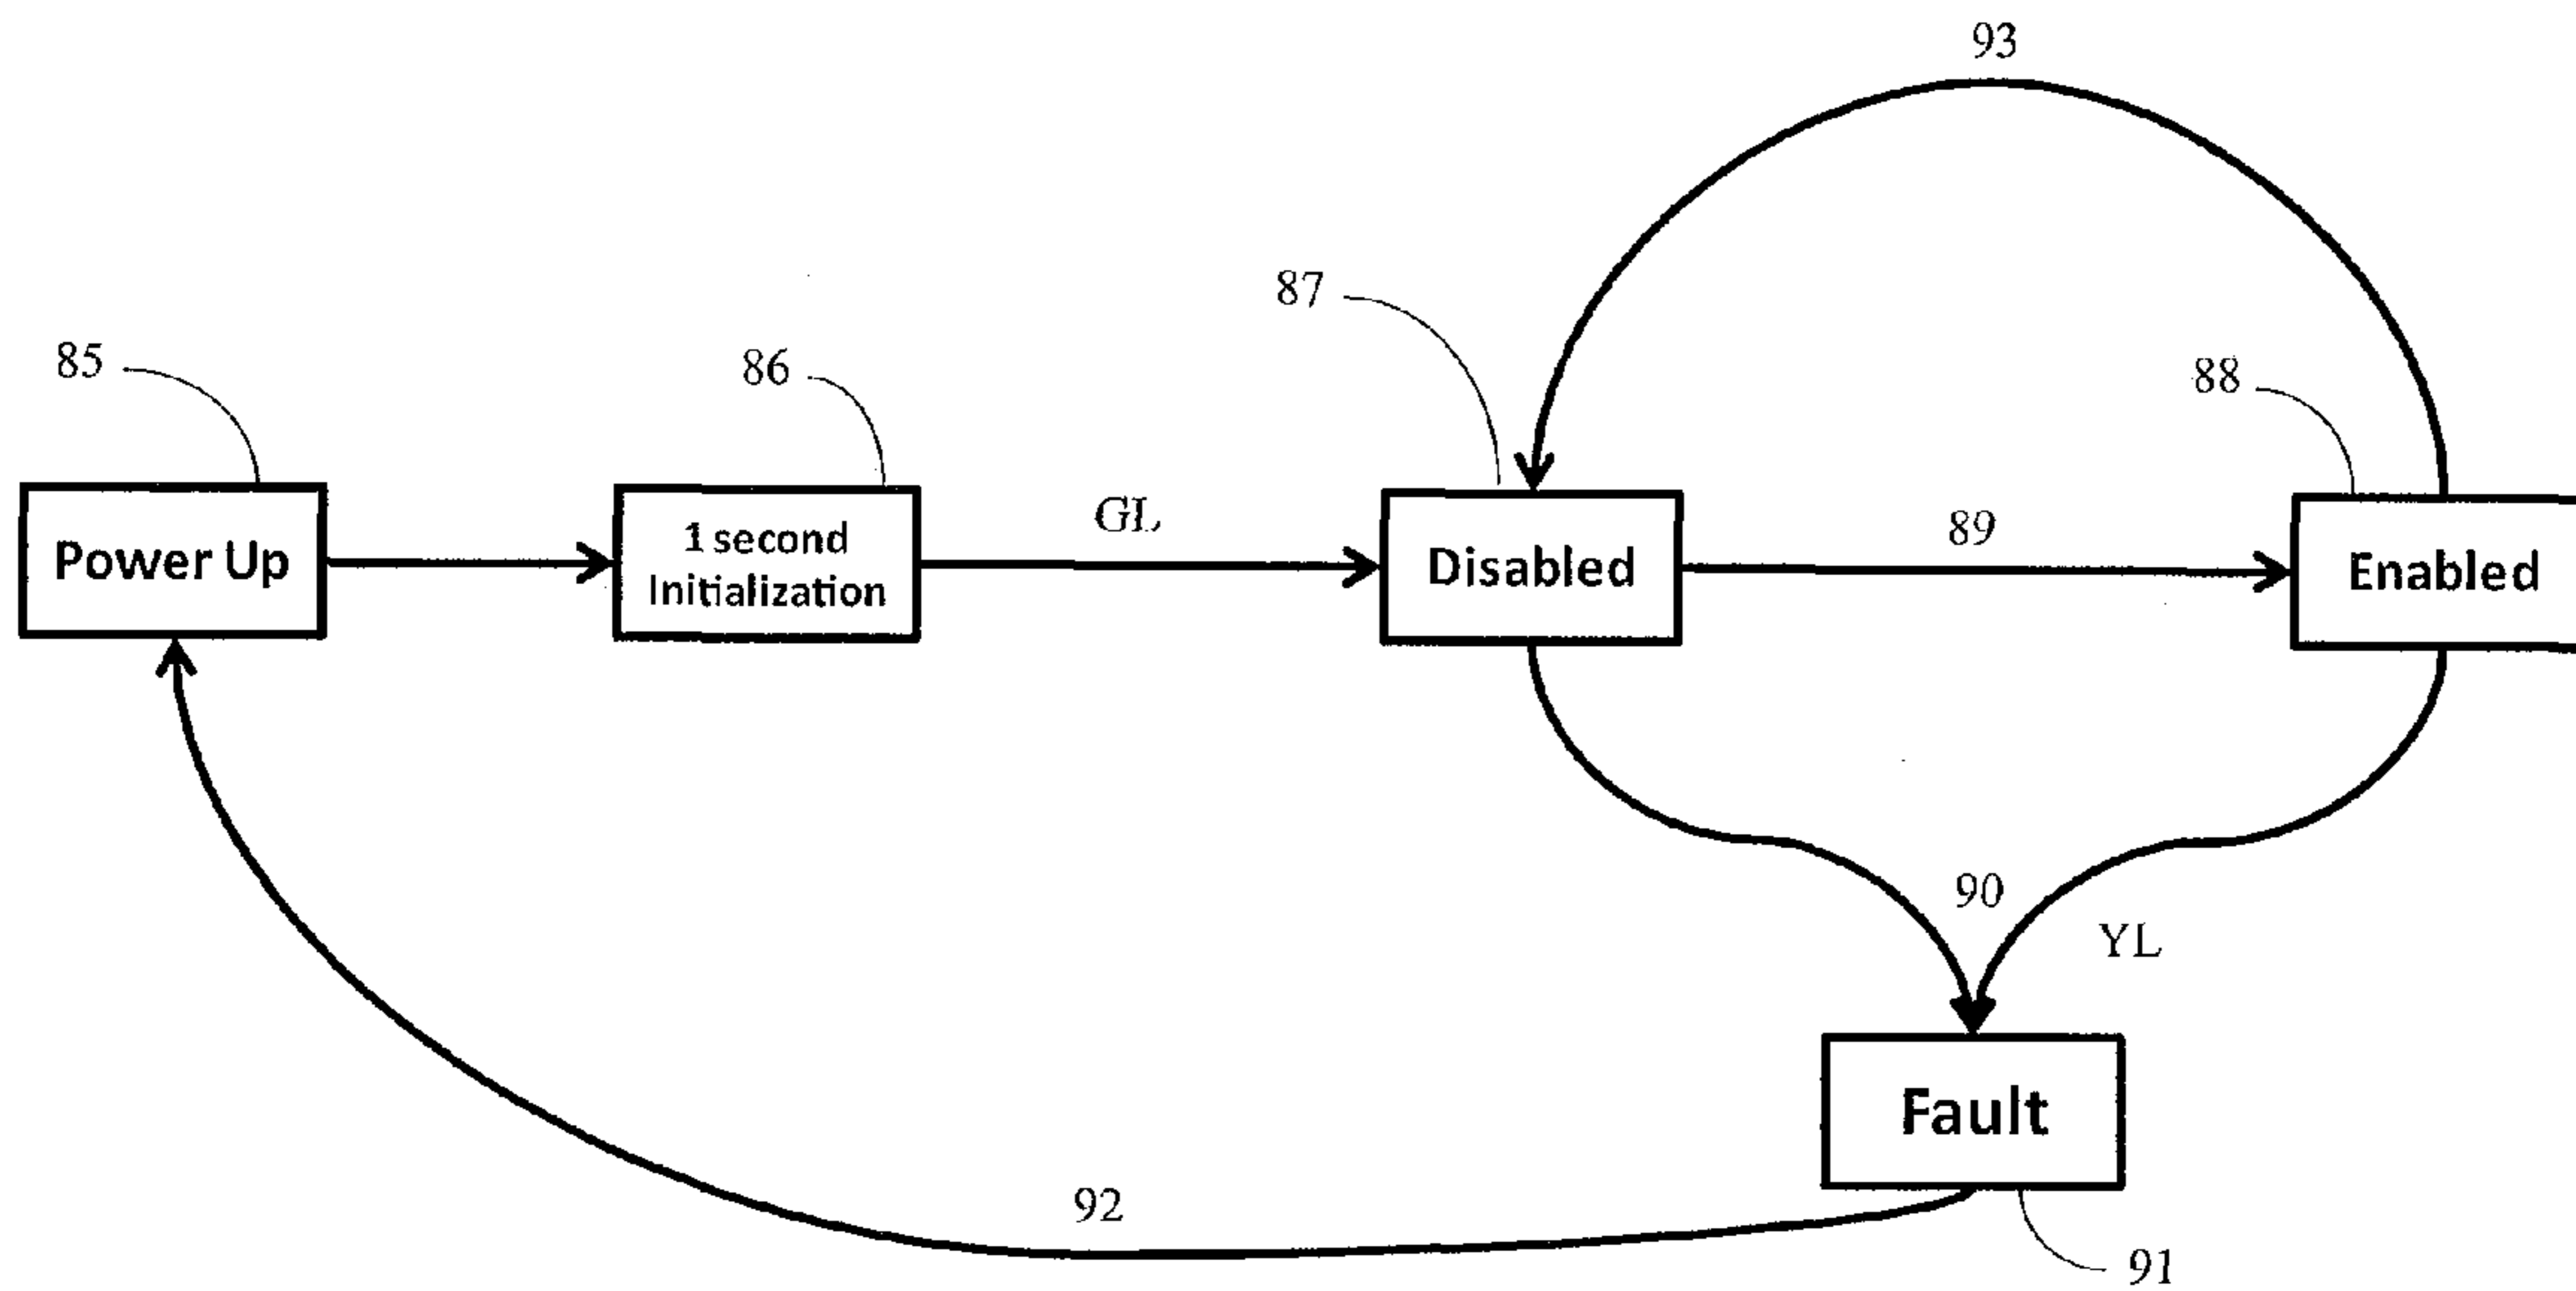 93
87
85
86
88
Power Up
1 second
Initialization
GL
Disabled
89
Enabled
90
YL
Fault
92
91